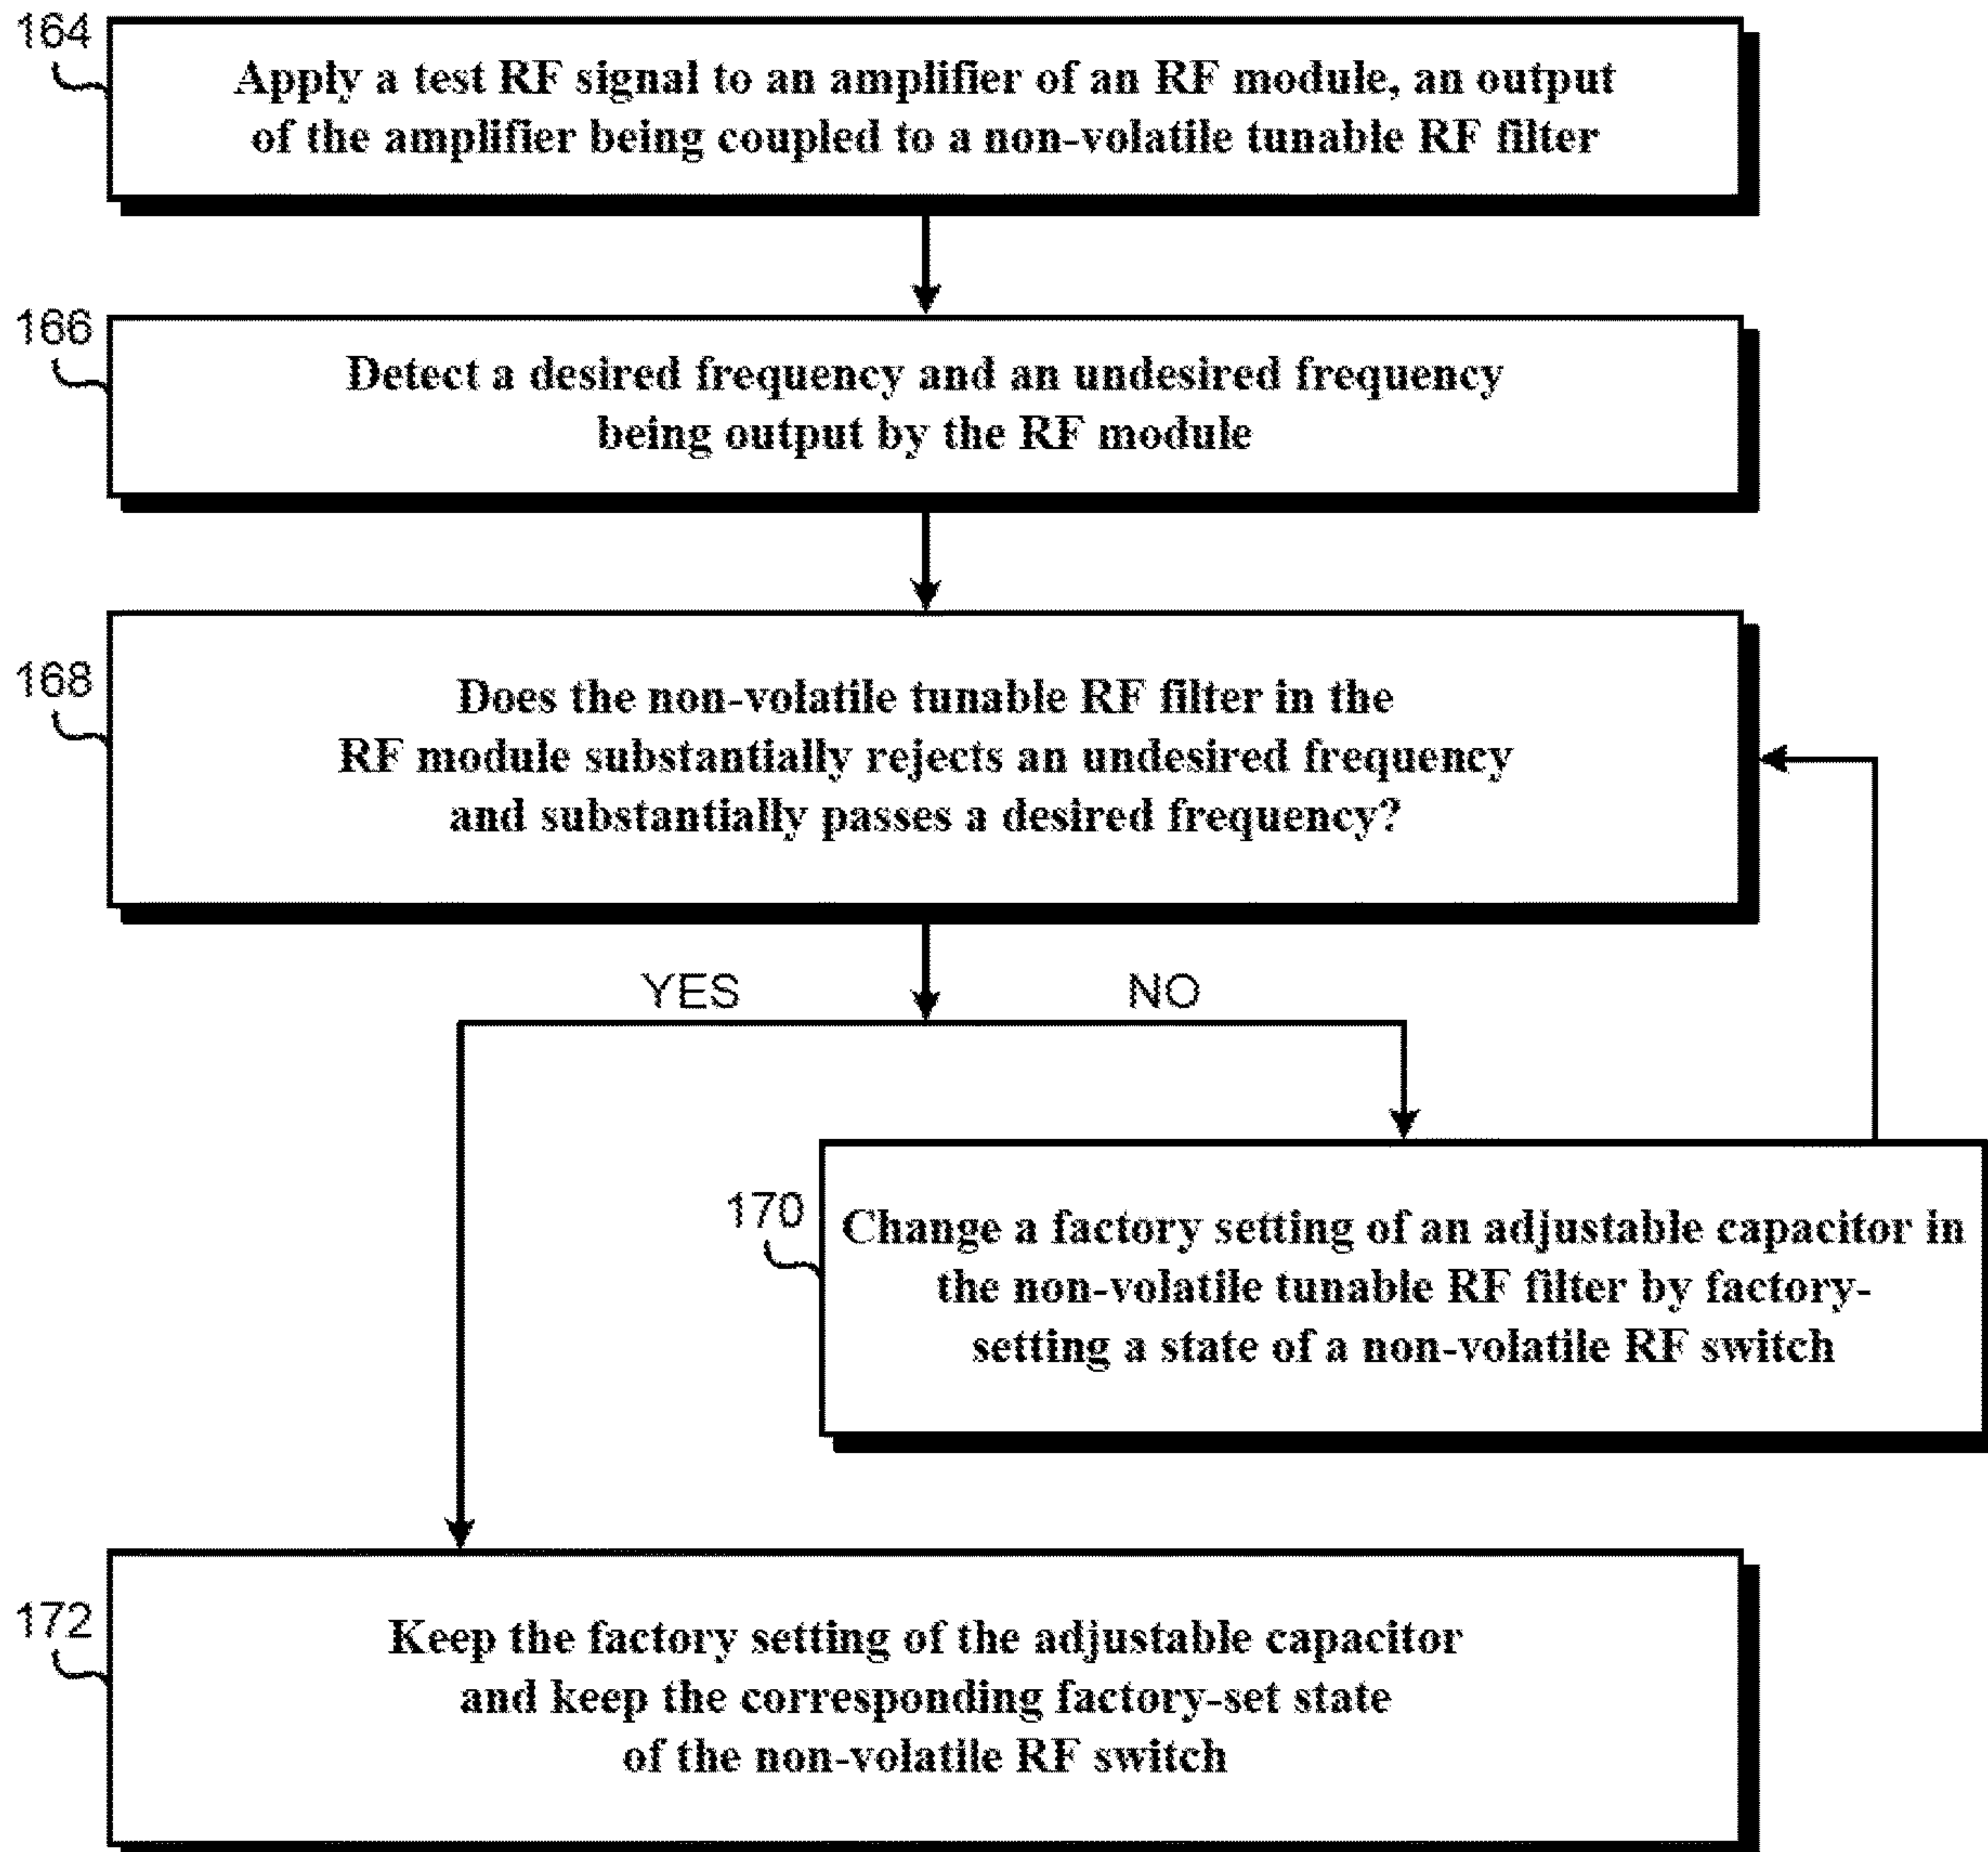 164
Apply a test RF signal to an amplifier of an RF module, an output
of the amplifier being coupled to a non-volatile tunable RF filter
166
Detect a desired frequency and an undesired frequency
being output by the RF module
168
Does the non-volatile tunable RF filter in the
RF module substantially rejects an undesired frequency
and substantially passes a desired frequency?
YES
NO
170
Change a factory setting of an adjustable capacitor in
the non-volatile tunable RF filter by factory-
setting a state of a non-volatile RF switch
172
Keep the factory setting of the adjustable capacitor
and keep the corresponding factory-set state
of the non-volatile RF switch